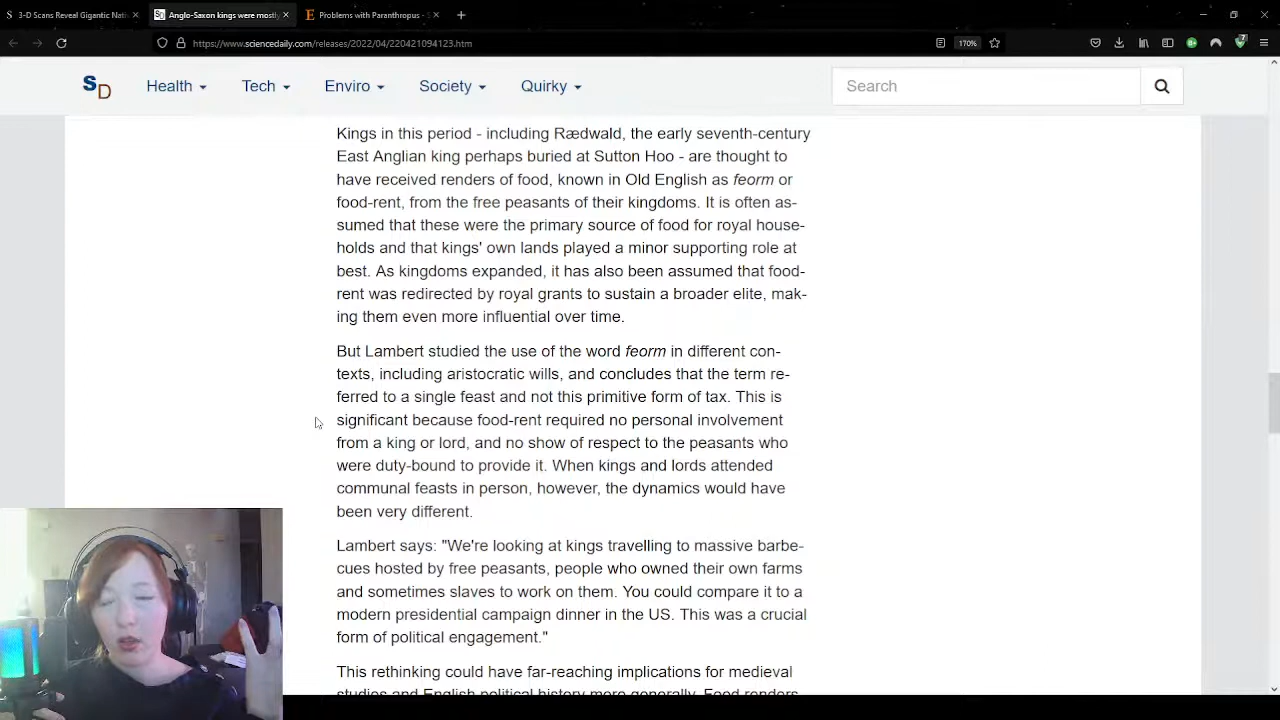 3-D Scans Reveal Gigantic Nati
Anglo-Saxon kings were mostly
Problems with Paranthropus - S
https://www.sciencedaily.com/releases/2022/04/220421094123.htm
170%
7
SD
Health
Tech
Enviro
Society
Quirky
Search
Kings in this period - including Rædwald, the early seventh-century
East Anglian king perhaps buried at Sutton Hoo - are thought to
have received renders of food, known in Old English as feorm or
food-rent, from the free peasants of their kingdoms. It is often as-
sumed that these were the primary source of food for royal house-
holds and that kings' own lands played a minor supporting role at
best. As kingdoms expanded, it has also been assumed that food-
rent was redirected by royal grants to sustain a broader elite, mak-
ing them even more influential over time.
But Lambert studied the use of the word feorm in different con-
texts, including aristocratic wills, and concludes that the term re-
ferred to a single feast and not this primitive form of tax. This is
significant because food-rent required no personal involvement
from a king or lord, and no show of respect to the peasants who
were duty-bound to provide it. When kings and lords attended
communal feasts in person, however, the dynamics would have
been very different.
Lambert says: "We're looking at kings travelling to massive barbe-
cues hosted by free peasants, people who owned their own farms
and sometimes slaves to work on them. You could compare it to a
modern presidential campaign dinner in the US. This was a crucial
form of political engagement."
This rethinking could have far-reaching implications for medieval
studies and English political history more generally. Food renders